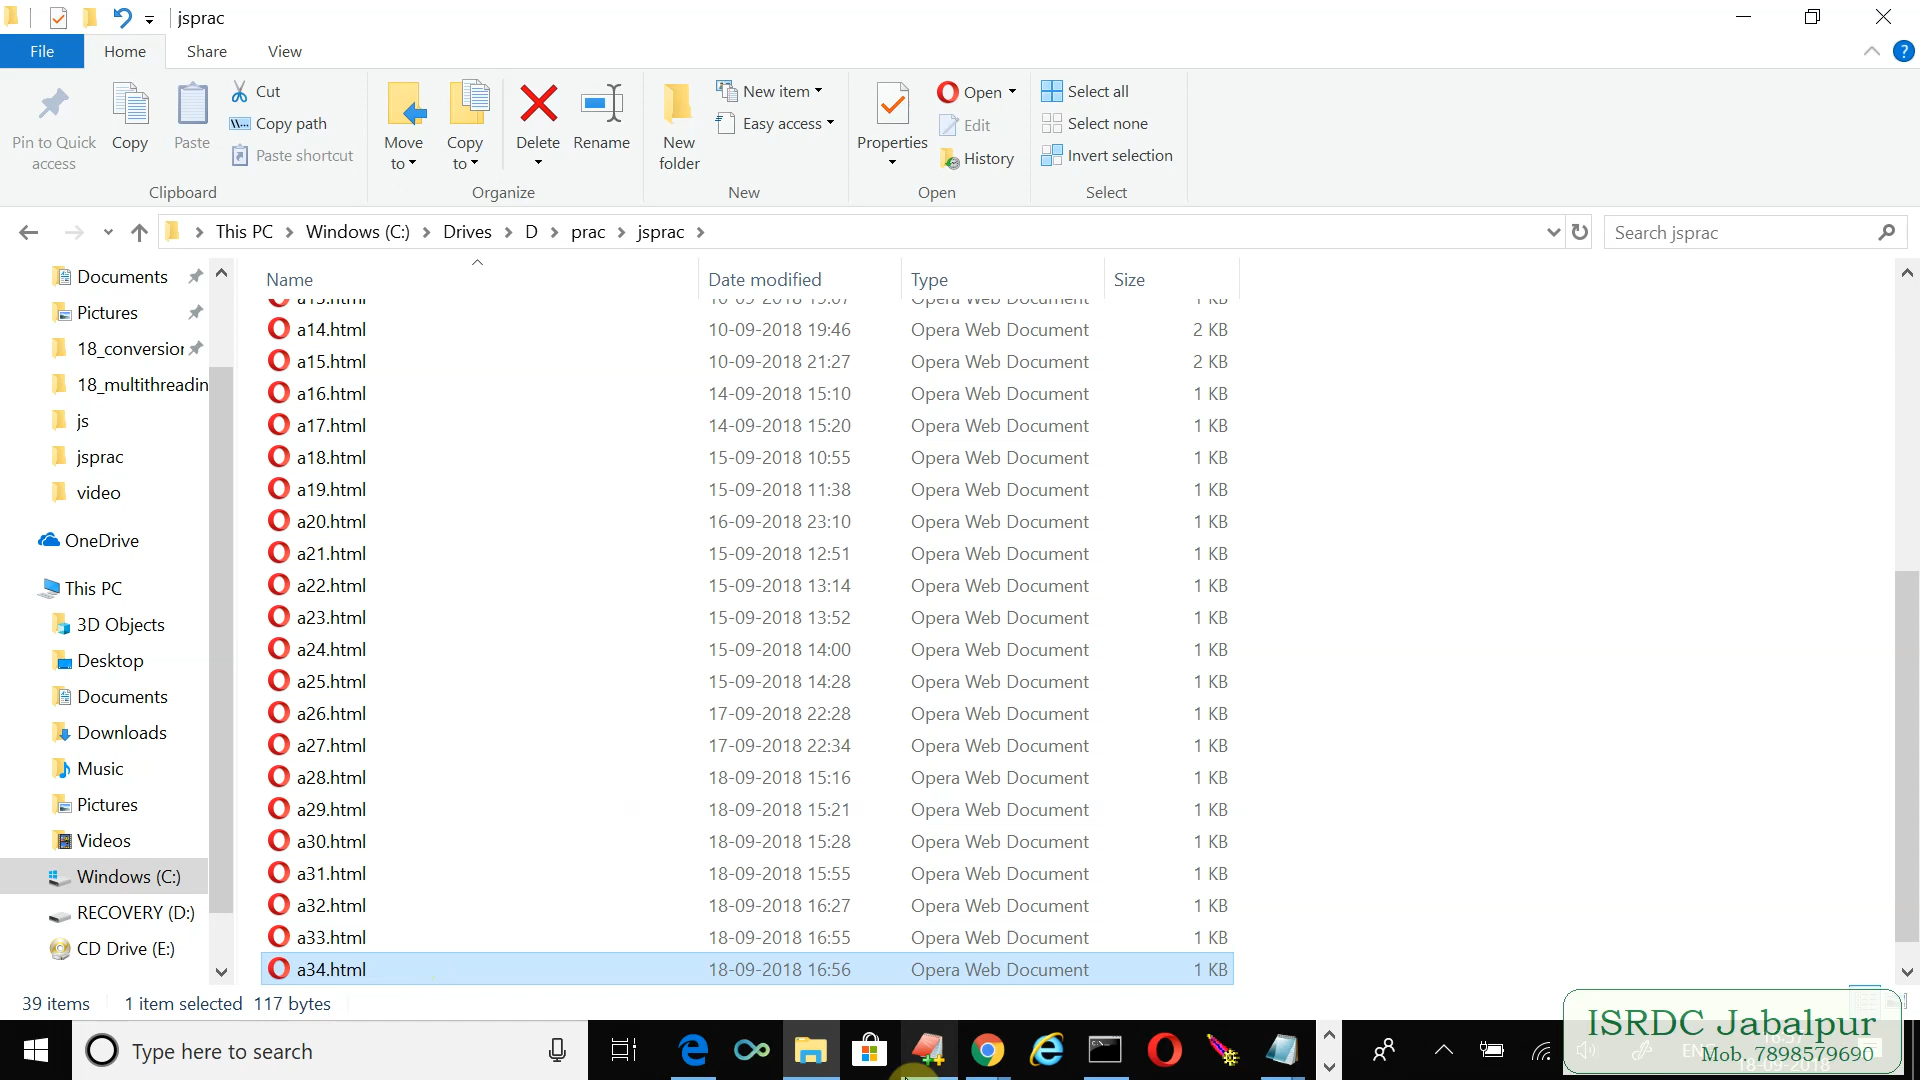 jsprac
File
Home
Share
View
Pin to Quick access
Copy
Paste
Cut
Copy path
Paste shortcut
Clipboard
Move to
Copy to
Delete
Rename
Organize
New folder
New item
Easy access
New
Properties
Open
Edit
History
Open
Select all
Select none
Invert selection
Select
This PC
Windows (C:)
Drives
D
prac
jsprac
Search jsprac
Documents
Pictures
18_conversion
18_multithreadin
js
jsprac
video
OneDrive
This PC
3D Objects
Desktop
Documents
Downloads
Music
Pictures
Videos
Windows (C:)
RECOVERY (D:)
CD Drive (E:)
Name Date modified Type Size
a13.html 10-09-2018 19:07 Opera Web Document 1 KB
a14.html 10-09-2018 19:46 Opera Web Document 2 KB
a15.html 10-09-2018 21:27 Opera Web Document 2 KB
a16.html 14-09-2018 15:10 Opera Web Document 1 KB
a17.html 14-09-2018 15:20 Opera Web Document 1 KB
a18.html 15-09-2018 10:55 Opera Web Document 1 KB
a19.html 15-09-2018 11:38 Opera Web Document 1 KB
a20.html 16-09-2018 23:10 Opera Web Document 1 KB
a21.html 15-09-2018 12:51 Opera Web Document 1 KB
a22.html 15-09-2018 13:14 Opera Web Document 1 KB
a23.html 15-09-2018 13:52 Opera Web Document 1 KB
a24.html 15-09-2018 14:00 Opera Web Document 1 KB
a25.html 15-09-2018 14:28 Opera Web Document 1 KB
a26.html 17-09-2018 22:28 Opera Web Document 1 KB
a27.html 17-09-2018 22:34 Opera Web Document 1 KB
a28.html 18-09-2018 15:16 Opera Web Document 1 KB
a29.html 18-09-2018 15:21 Opera Web Document 1 KB
a30.html 18-09-2018 15:28 Opera Web Document 1 KB
a31.html 18-09-2018 15:55 Opera Web Document 1 KB
a32.html 18-09-2018 16:27 Opera Web Document 1 KB
a33.html 18-09-2018 16:55 Opera Web Document 1 KB
a34.html 18-09-2018 16:56 Opera Web Document 1 KB
39 items 1 item selected 117 bytes
Type here to search
ISRDC Jabalpur
Mob. 7898579690
18-09-2018